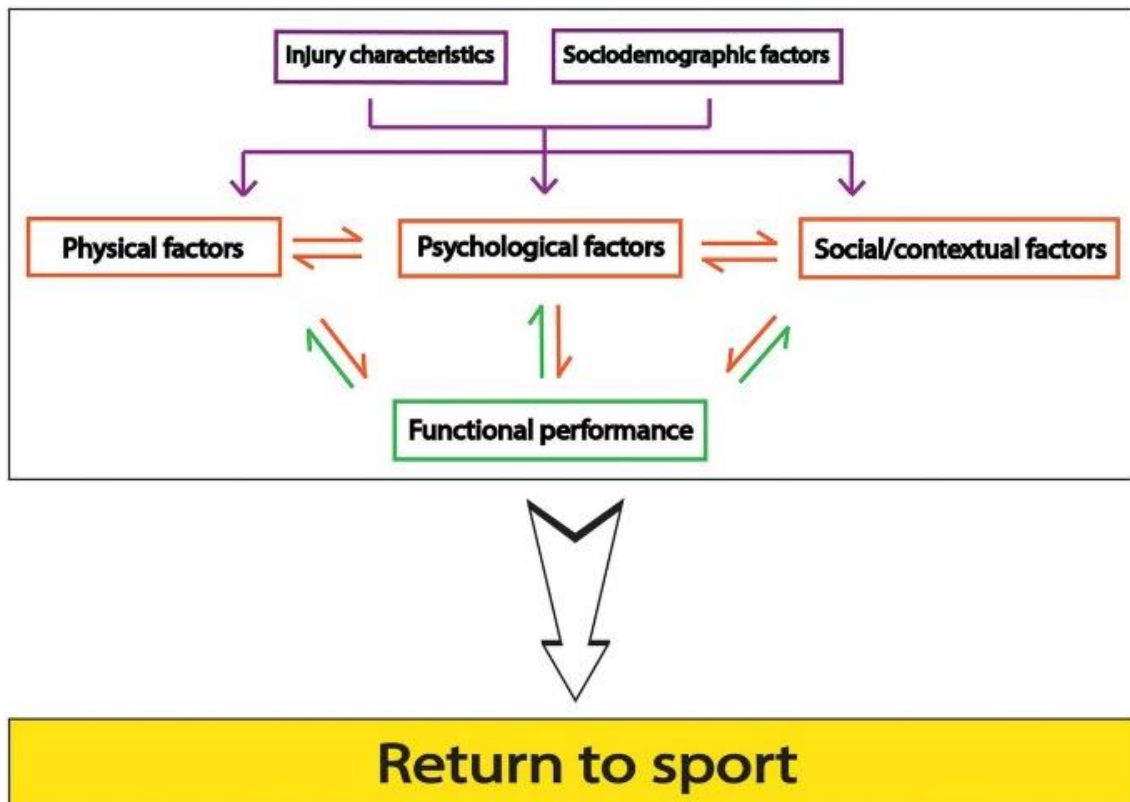 Injury characteristics
Sociodemographic factors
Physical factors
Psychological factors
Social/contextual factors
Functional performance
Return to sport